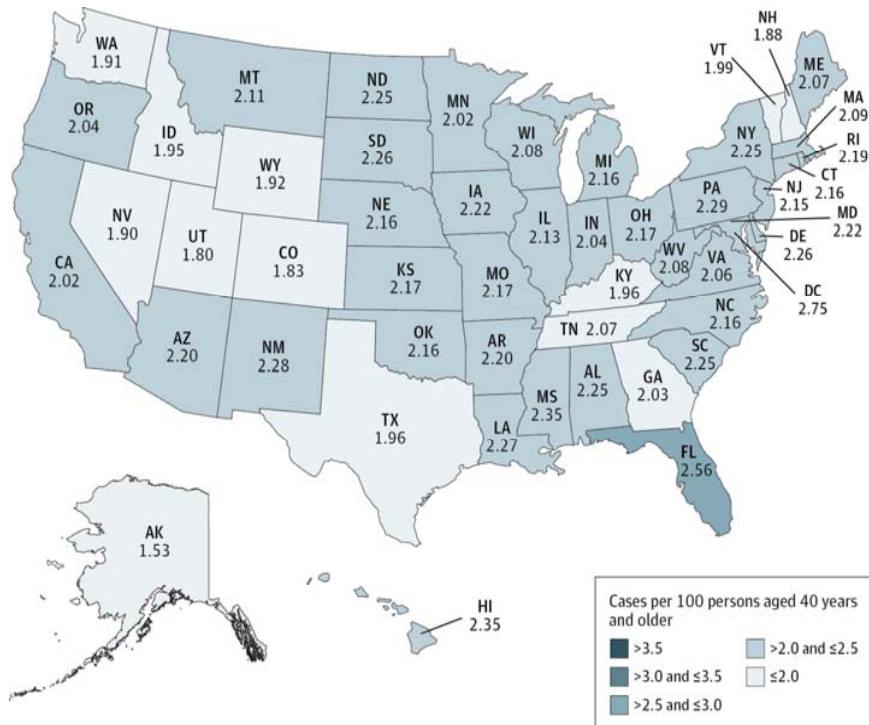 WA
1.91
OR
2.04
CA
2.02
NV
1.90
ID
1.95
MT
2.11
WY
1.92
UT
1.80
CO
1.83
AZ
2.20
NM
2.28
ND
2.25
SD
2.26
NE
2.16
KS
2.17
OK
2.16
TX
1.96
MN
2.02
IA
2.22
MO
2.17
AR
2.20
LA
2.27
WI
2.08
IL
2.13
MI
2.16
IN
2.04
OH
2.17
KY
1.96
TN 2.07
MS
2.35
AL
2.25
GA
2.03
FL
2.56
SC
2.25
NC
2.16
VA
2.06
WV
2.08
PA
2.29
NY
2.25
VT
1.99
NH
1.88
ME
2.07
MA
2.09
RI
2.19
CT
2.16
NJ
2.15
MD
2.22
DE
2.26
DC
2.75
AK
1.53
HI
2.35
Cases per 100 persons aged 40 years
and older
>3.5
>3.0 and ≤3.5
>2.5 and ≤3.0
>2.0 and ≤2.5
≤2.0